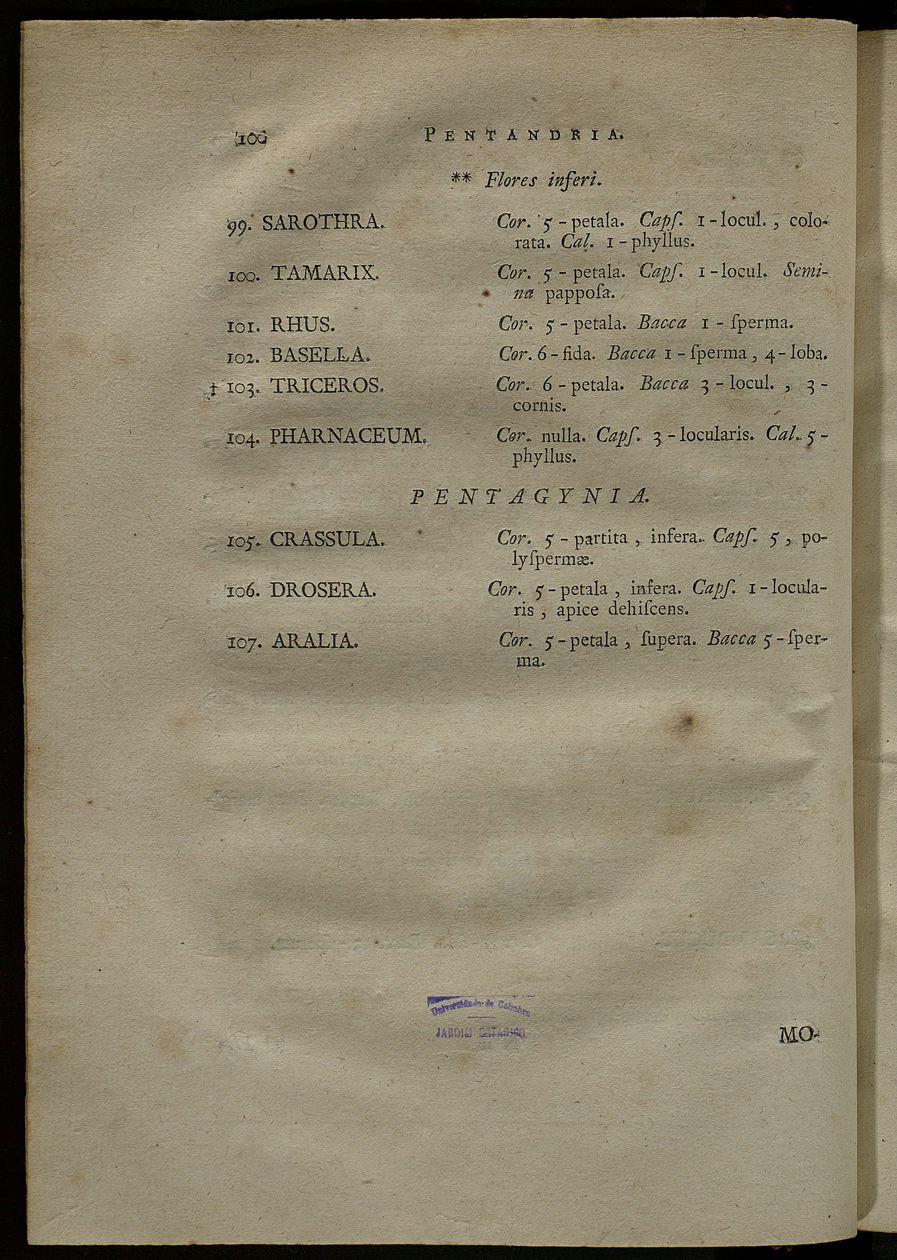 106 PENTANDRIA.
** Flores inferi.
99. SAROTHRA. Cor. 5 - petala. Capſ. 1 - locul. , colo-
rata. Cal. 1 - phyllus.
100. TAMARIX. Cor. 5 - petala. Capſ. 1 - locul. Semi-
na pappoſa.
101. RHUS. Cor. 5 - petala. Bacca 1 - ſperma.
102. BASELLA. Cor. 6 - fida. Bacca 1 - ſperma , 4 - loba.
‡ 103. TRICEROS. Cor. 6 - petala. Bacca 3 - locul. , 3 -
cornis.
104. PHARNACEUM. Cor. nulla. Capſ. 3 - locularis. Cal. 5 -
phyllus.
PENTAGYNIA.
105. CRASSULA. Cor. 5 - partita , infera. Capſ. 5 , po-
lyſpermæ.
106. DROSERA. Cor. 5 - petala , infera. Capſ. 1 - locula-
ris , apice dehiſcens.
107. ARALIA. Cor. 5 - petala , ſupera. Bacca 5 - ſper-
ma.
Universidade de Coimbra
JARDIM BOTANICO
MO-